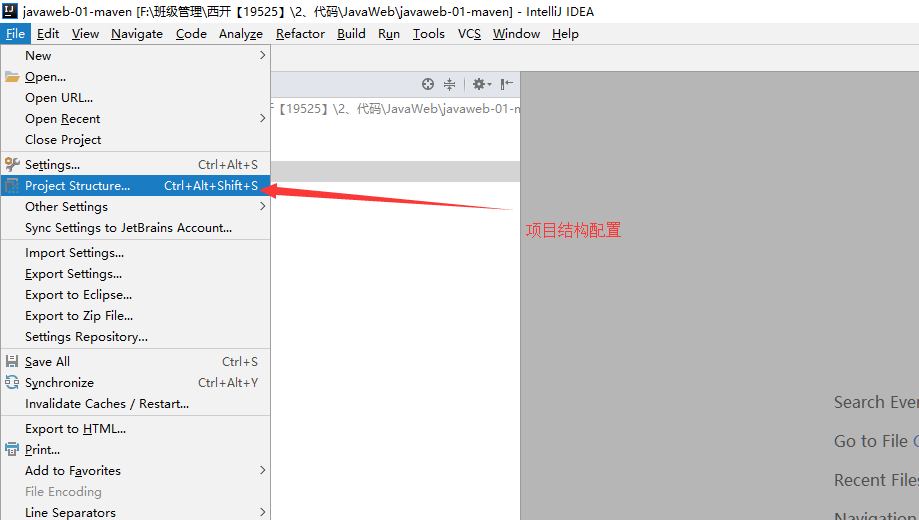 javaweb-01-maven [F:\班级管理\西开【19525】\2、代码\JavaWeb\javaweb-01-maven] - IntelliJ IDEA
File Edit View Navigate Code Analyze Refactor Build Run Tools VCS Window Help
New
Open...
开【19525】\2、代码\JavaWeb\javaweb-01-m
Open URL...
Open Recent
Close Project
Settings... Ctrl+Alt+S
Project Structure... Ctrl+Alt+Shift+S
Other Settings
Sync Settings to JetBrains Account...
项目结构配置
Import Settings...
Export Settings...
Export to Eclipse...
Export to Zip File...
Settings Repository...
Save All Ctrl+S
Synchronize Ctrl+Alt+Y
Invalidate Caches / Restart...
Export to HTML...
Print...
Add to Favorites
File Encoding
Line Separators
Search Ever
Go to File
Recent Files
Navigation